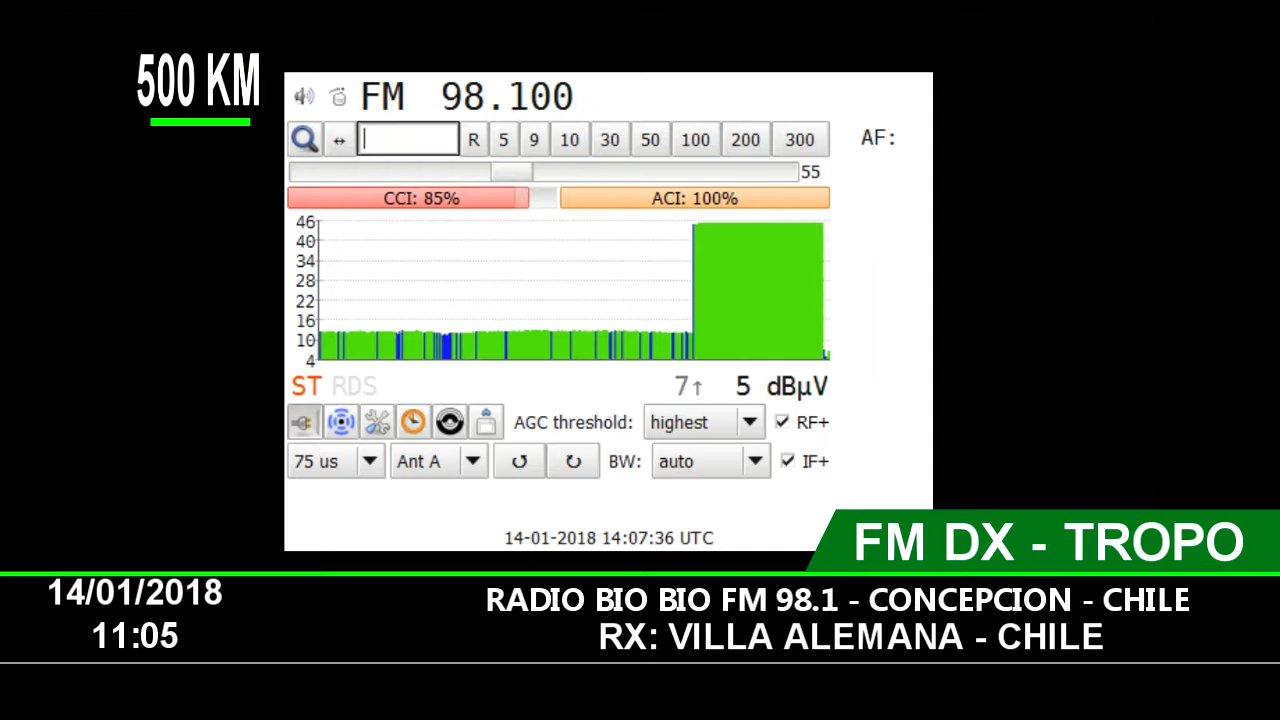 500 KM
FM 98.100
R 5 9 10 30 50 100 200 300
AF:
55
CCI: 85% ACI: 100%
46
40
34
28
22
16
10
4
ST RDS 7↑ 5 dBµV
AGC threshold: highest RF+
75 us Ant A ↺ ↻ BW: auto IF+
14-01-2018 14:07:36 UTC
FM DX - TROPO
14/01/2018
11:05
RADIO BIO BIO FM 98.1 - CONCEPCION - CHILE
RX: VILLA ALEMANA - CHILE